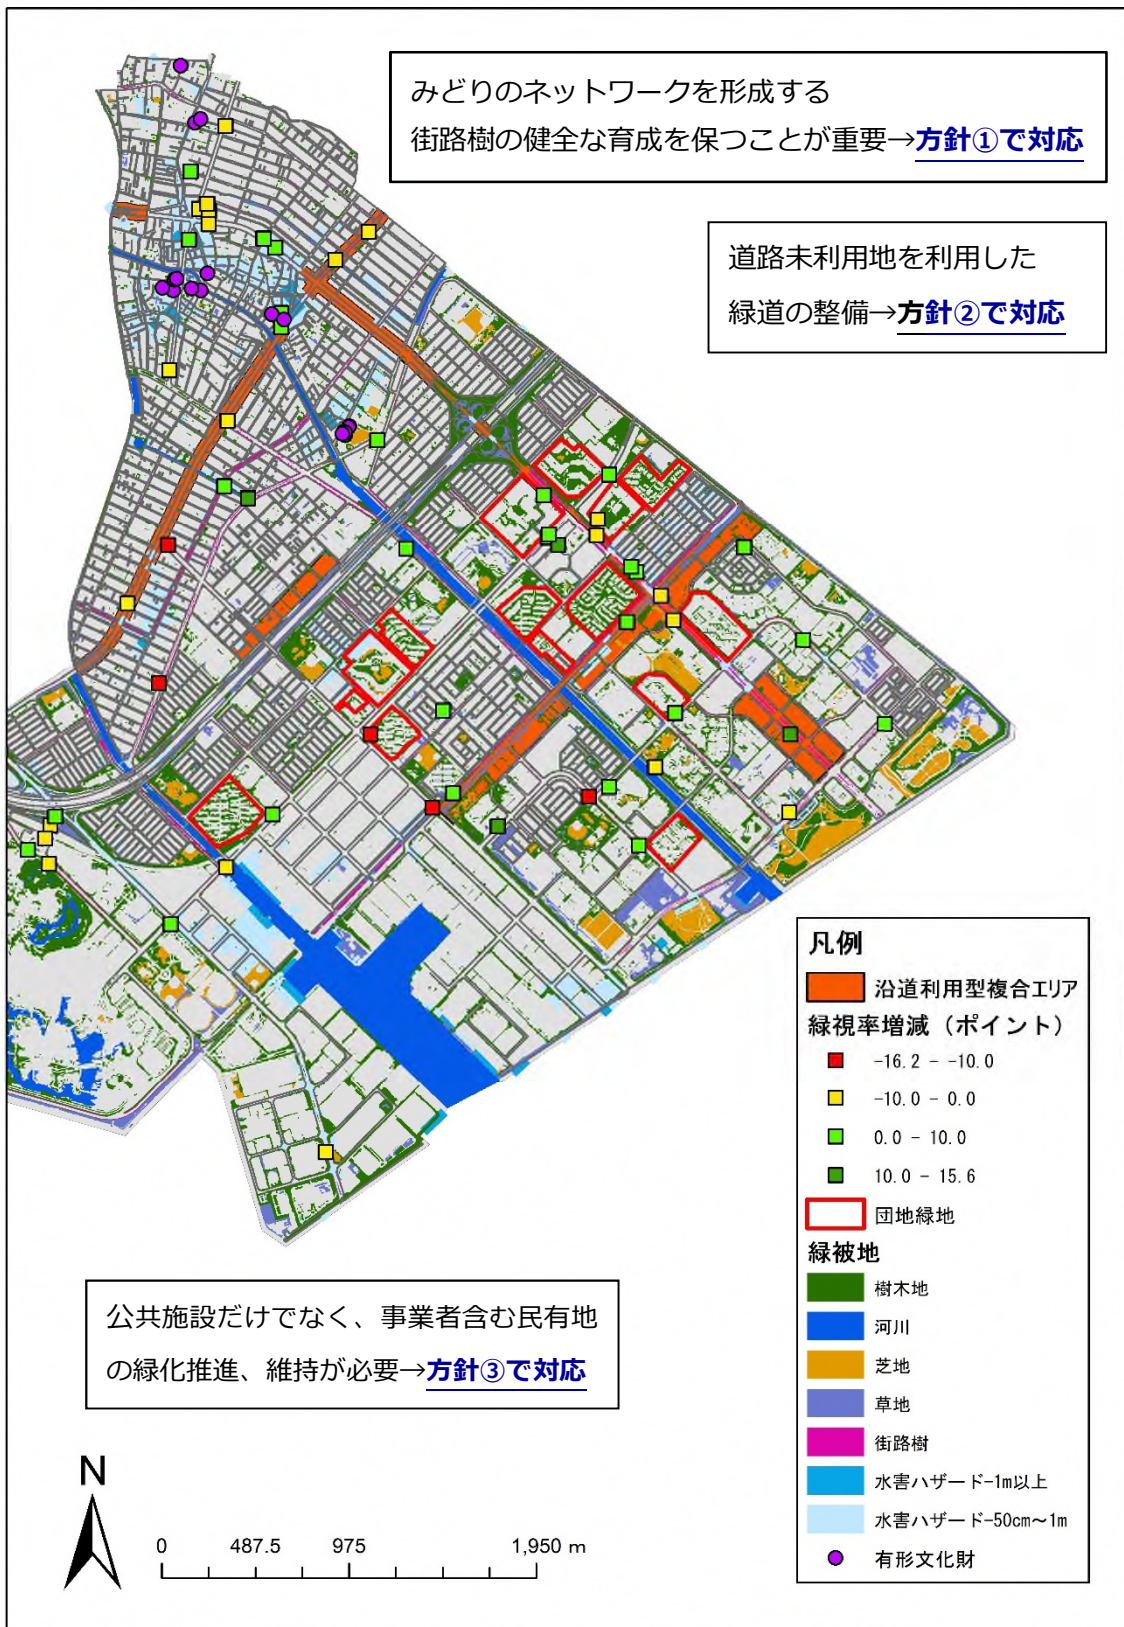 みどりのネットワークを形成する
街路樹の健全な育成を保つことが重要→方針①で対応
道路未利用地を利用した
緑道の整備→方針②で対応
凡例
沿道利用型複合エリア
緑視率増減（ポイント）
-16.2 - -10.0
-10.0 - 0.0
0.0 - 10.0
10.0 - 15.6
団地緑地
緑被地
樹木地
河川
芝地
草地
街路樹
水害ハザード-1m以上
水害ハザード-50cm～1m
有形文化財
公共施設だけでなく、事業者含む民有地
の緑化推進、維持が必要→方針③で対応
N
0 487.5 975 1,950 m